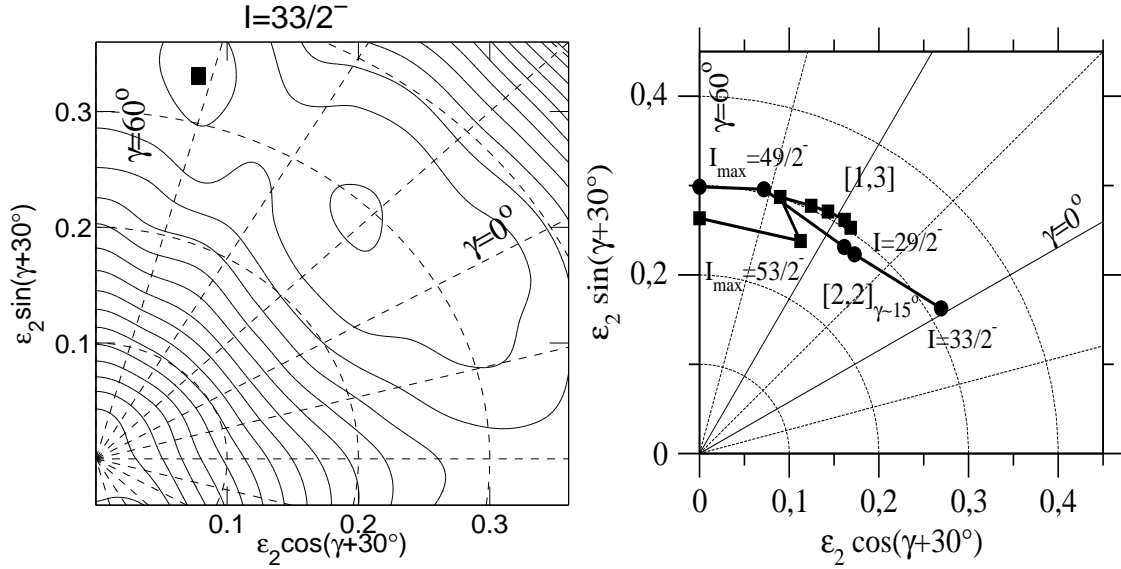 I=33/2⁻
ε₂sin(γ+30°)
0.3
0.2
0.1
γ=60°
γ=0°
0.1
0.2
0.3
ε₂cos(γ+30°)
ε₂ sin(γ+30°)
0,4
0,2
0
γ=60°
I_max=49/2⁻
[1,3]
γ=0°
I=29/2⁻
I_max=53/2⁻
[2,2]γ~15°
I=33/2⁻
0
0,1
0,2
0,3
0,4
ε₂ cos(γ+30°)